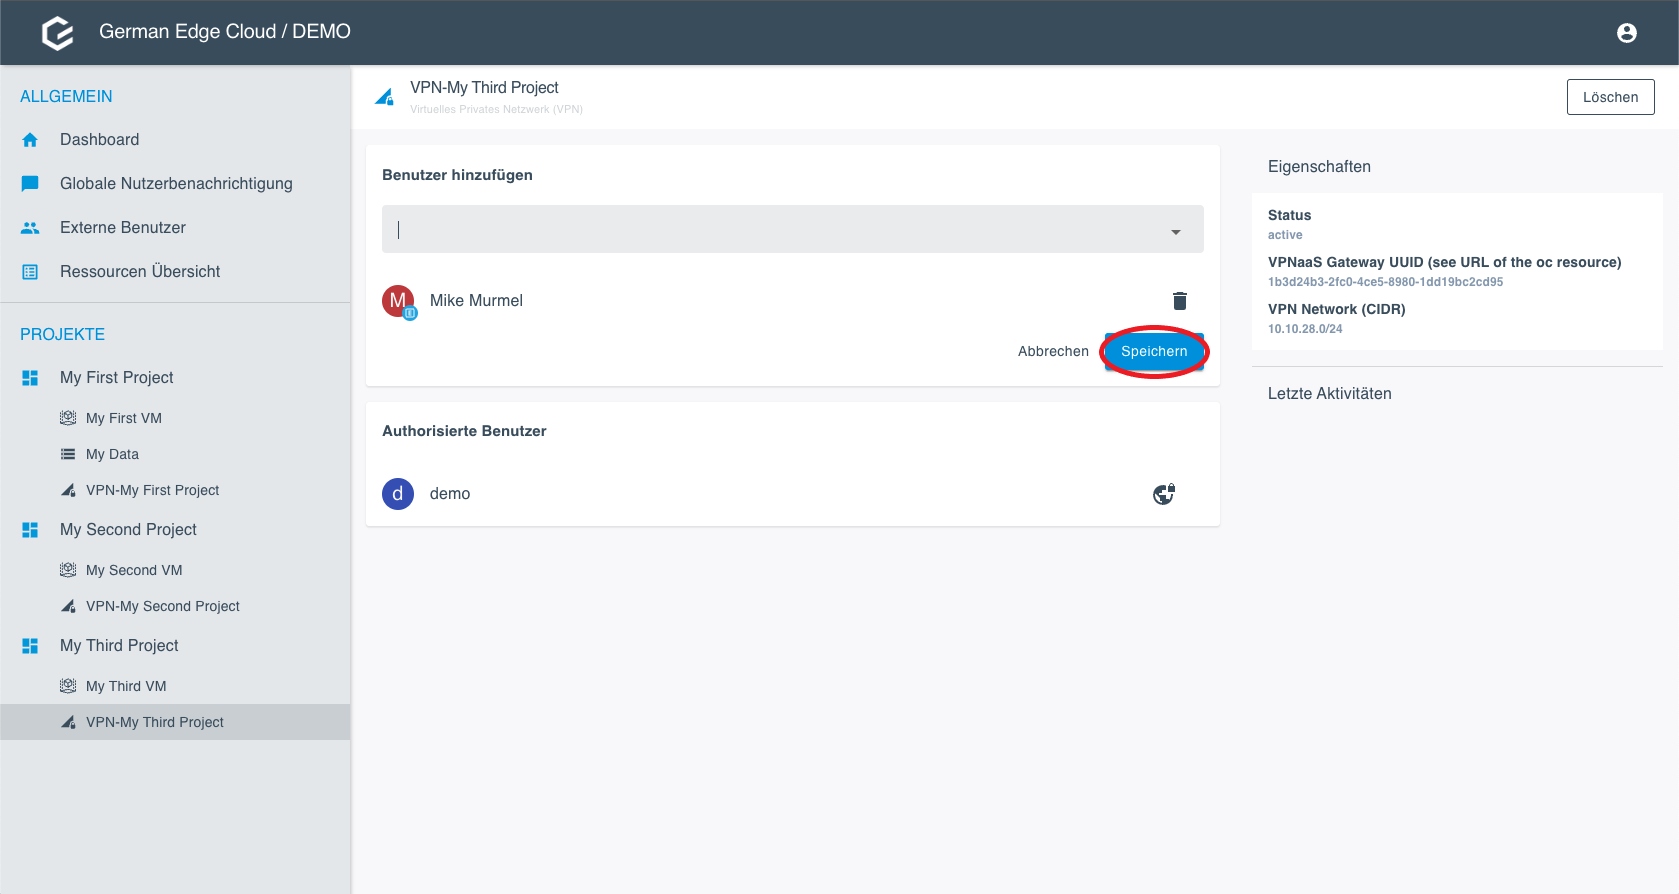 German Edge Cloud / DEMO
ALLGEMEIN
Dashboard
Globale Nutzerbenachrichtigung
Externe Benutzer
Ressourcen Übersicht
PROJEKTE
My First Project
My First VM
My Data
VPN-My First Project
My Second Project
My Second VM
VPN-My Second Project
My Third Project
My Third VM
VPN-My Third Project
VPN-My Third Project
Virtuelles Privates Netzwerk (VPN)
Löschen
Benutzer hinzufügen
M Mike Murmel
Abbrechen Speichern
Authorisierte Benutzer
d demo
Eigenschaften
Status
active
VPNaaS Gateway UUID (see URL of the oc resource)
1b3d24b3-2fc0-4ce5-8980-1dd19bc2cd95
VPN Network (CIDR)
10.10.28.0/24
Letzte Aktivitäten